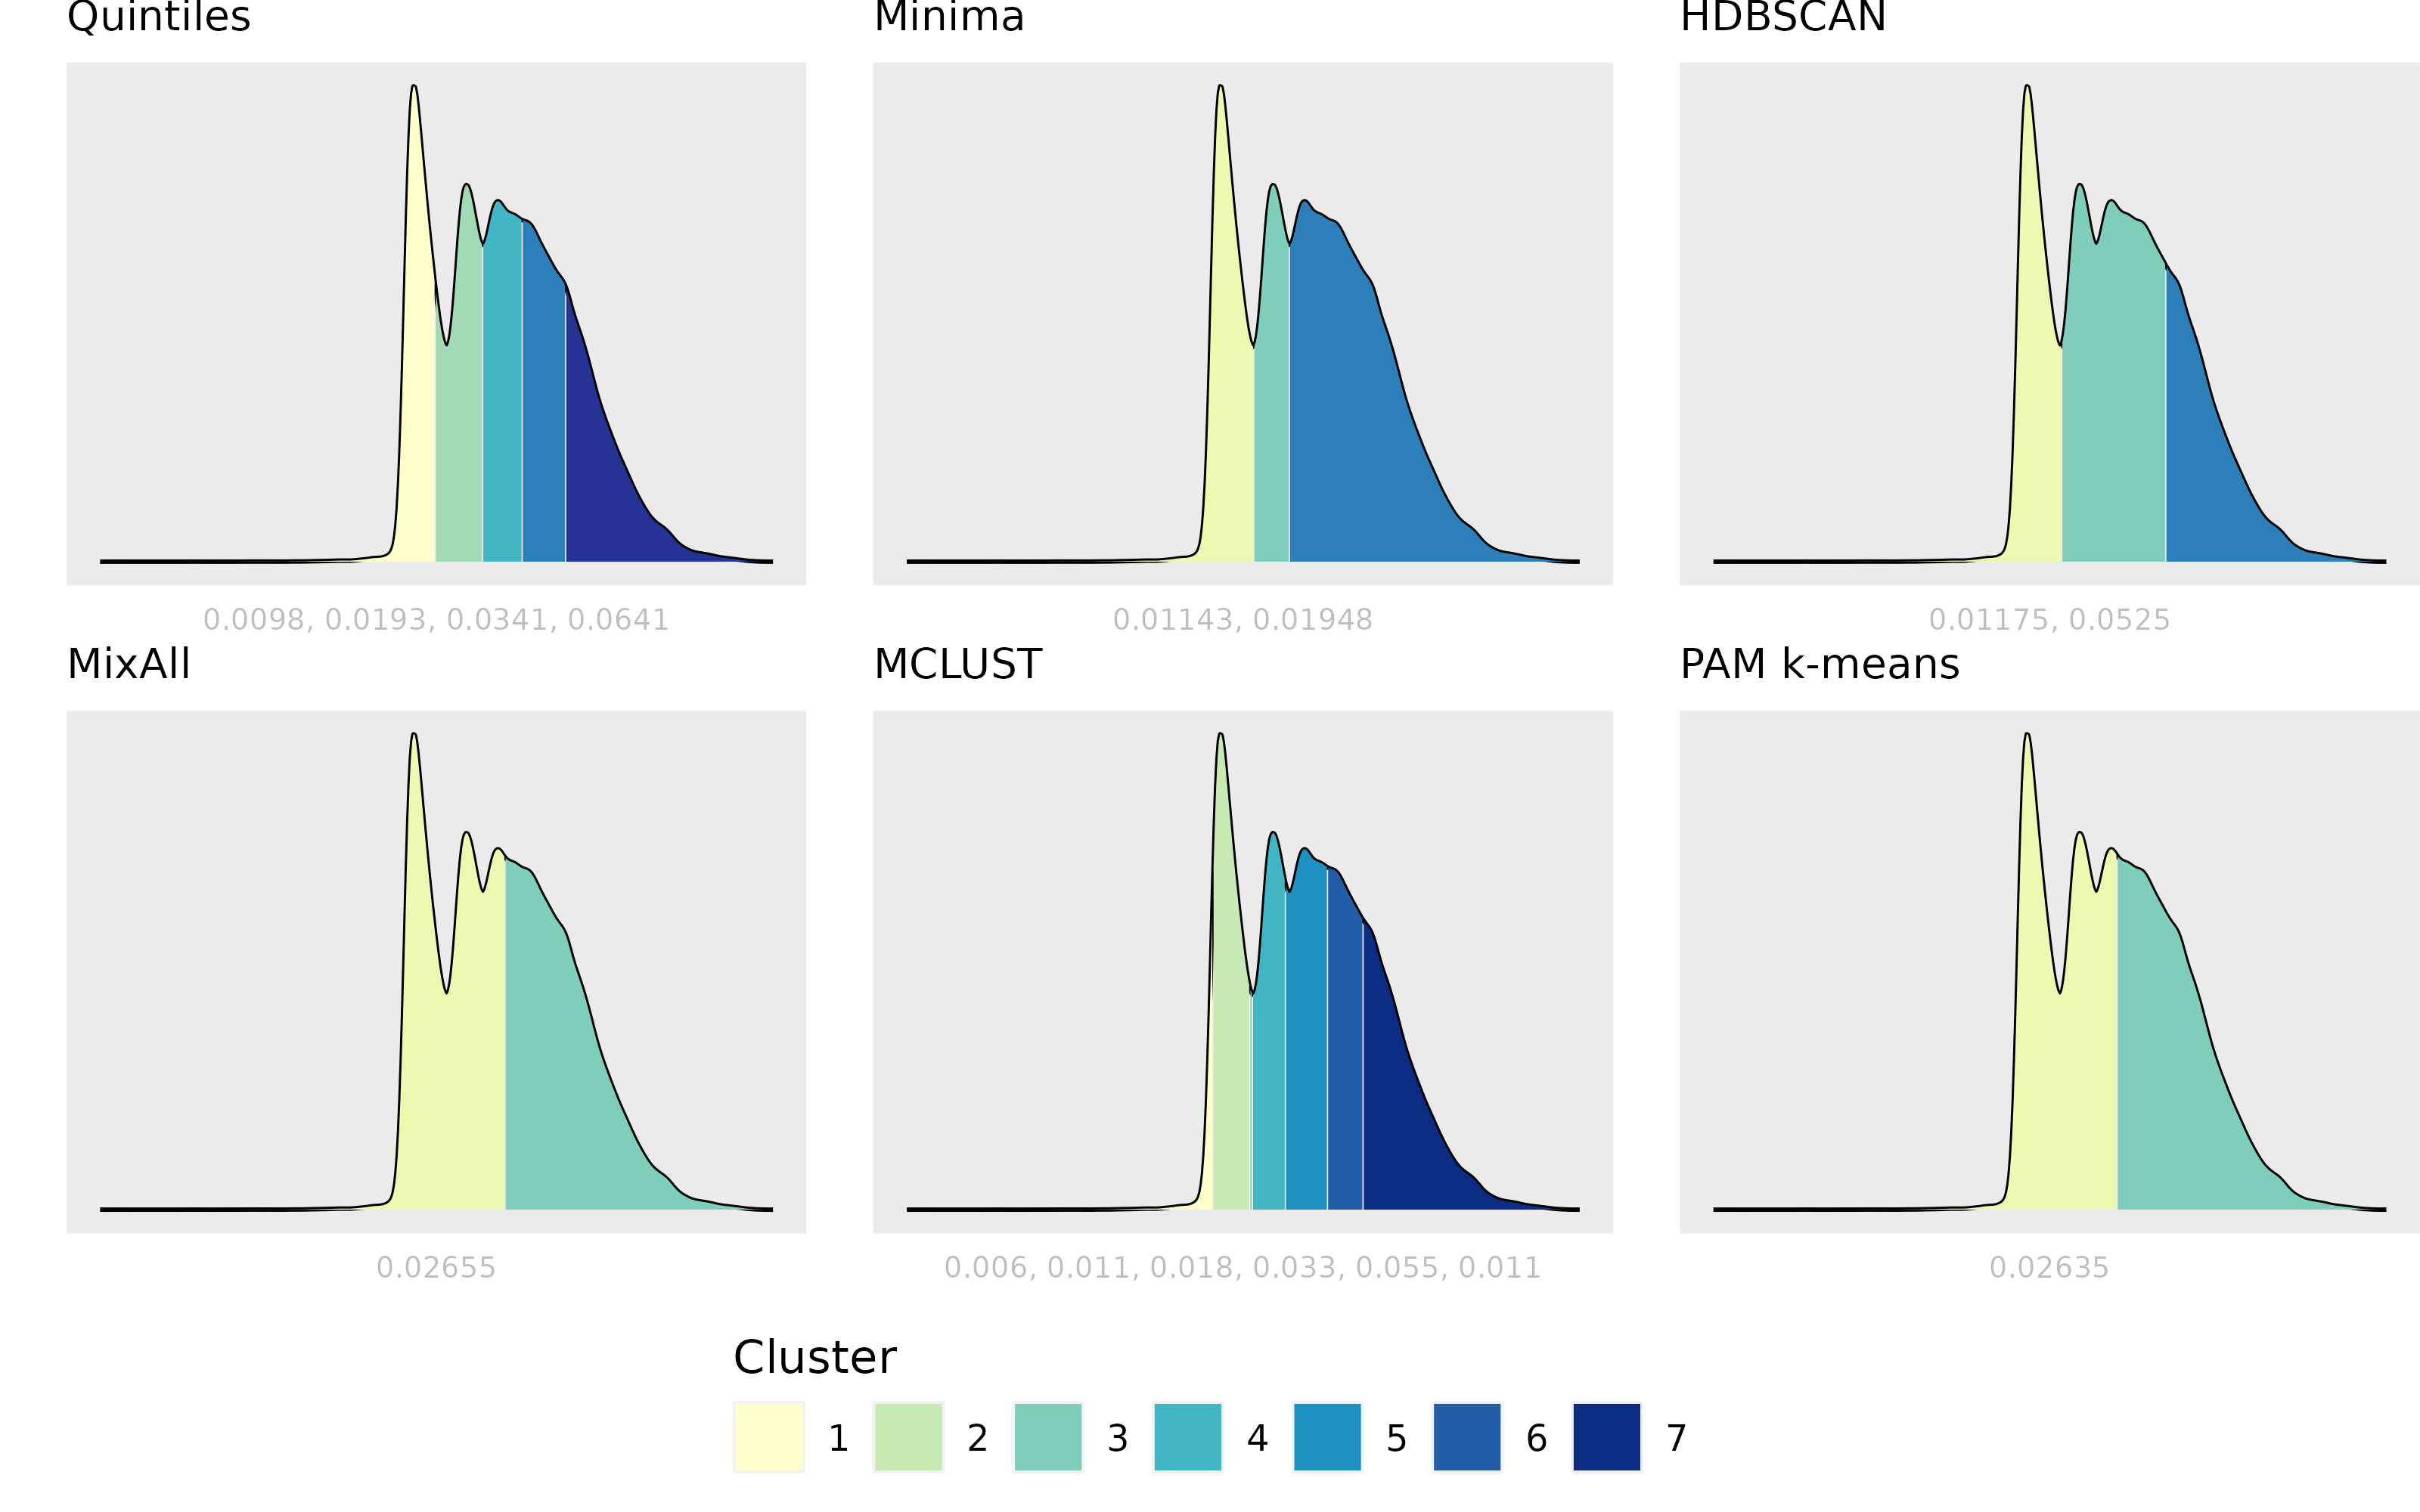 Quintiles Minima HDBSCAN
0.0098, 0.0193, 0.0341, 0.0641 0.01143, 0.01948 0.01175, 0.0525
MixAll MCLUST PAM k-means
0.02655 0.006, 0.011, 0.018, 0.033, 0.055, 0.011 0.02635
Cluster
1 2 3 4 5 6 7